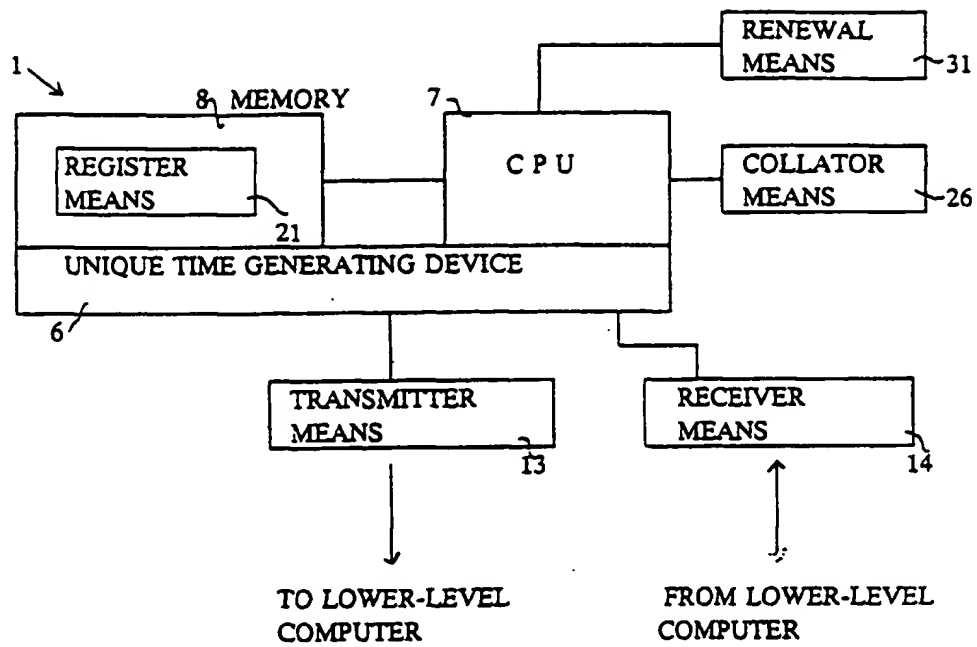 RENEWAL
MEANS
31
1
8 MEMORY
7
REGISTER
MEANS
21
C P U
COLLATOR
MEANS
26
UNIQUE TIME GENERATING DEVICE
6
TRANSMITTER
MEANS
13
RECEIVER
MEANS
14
TO LOWER-LEVEL
COMPUTER
FROM LOWER-LEVEL
COMPUTER